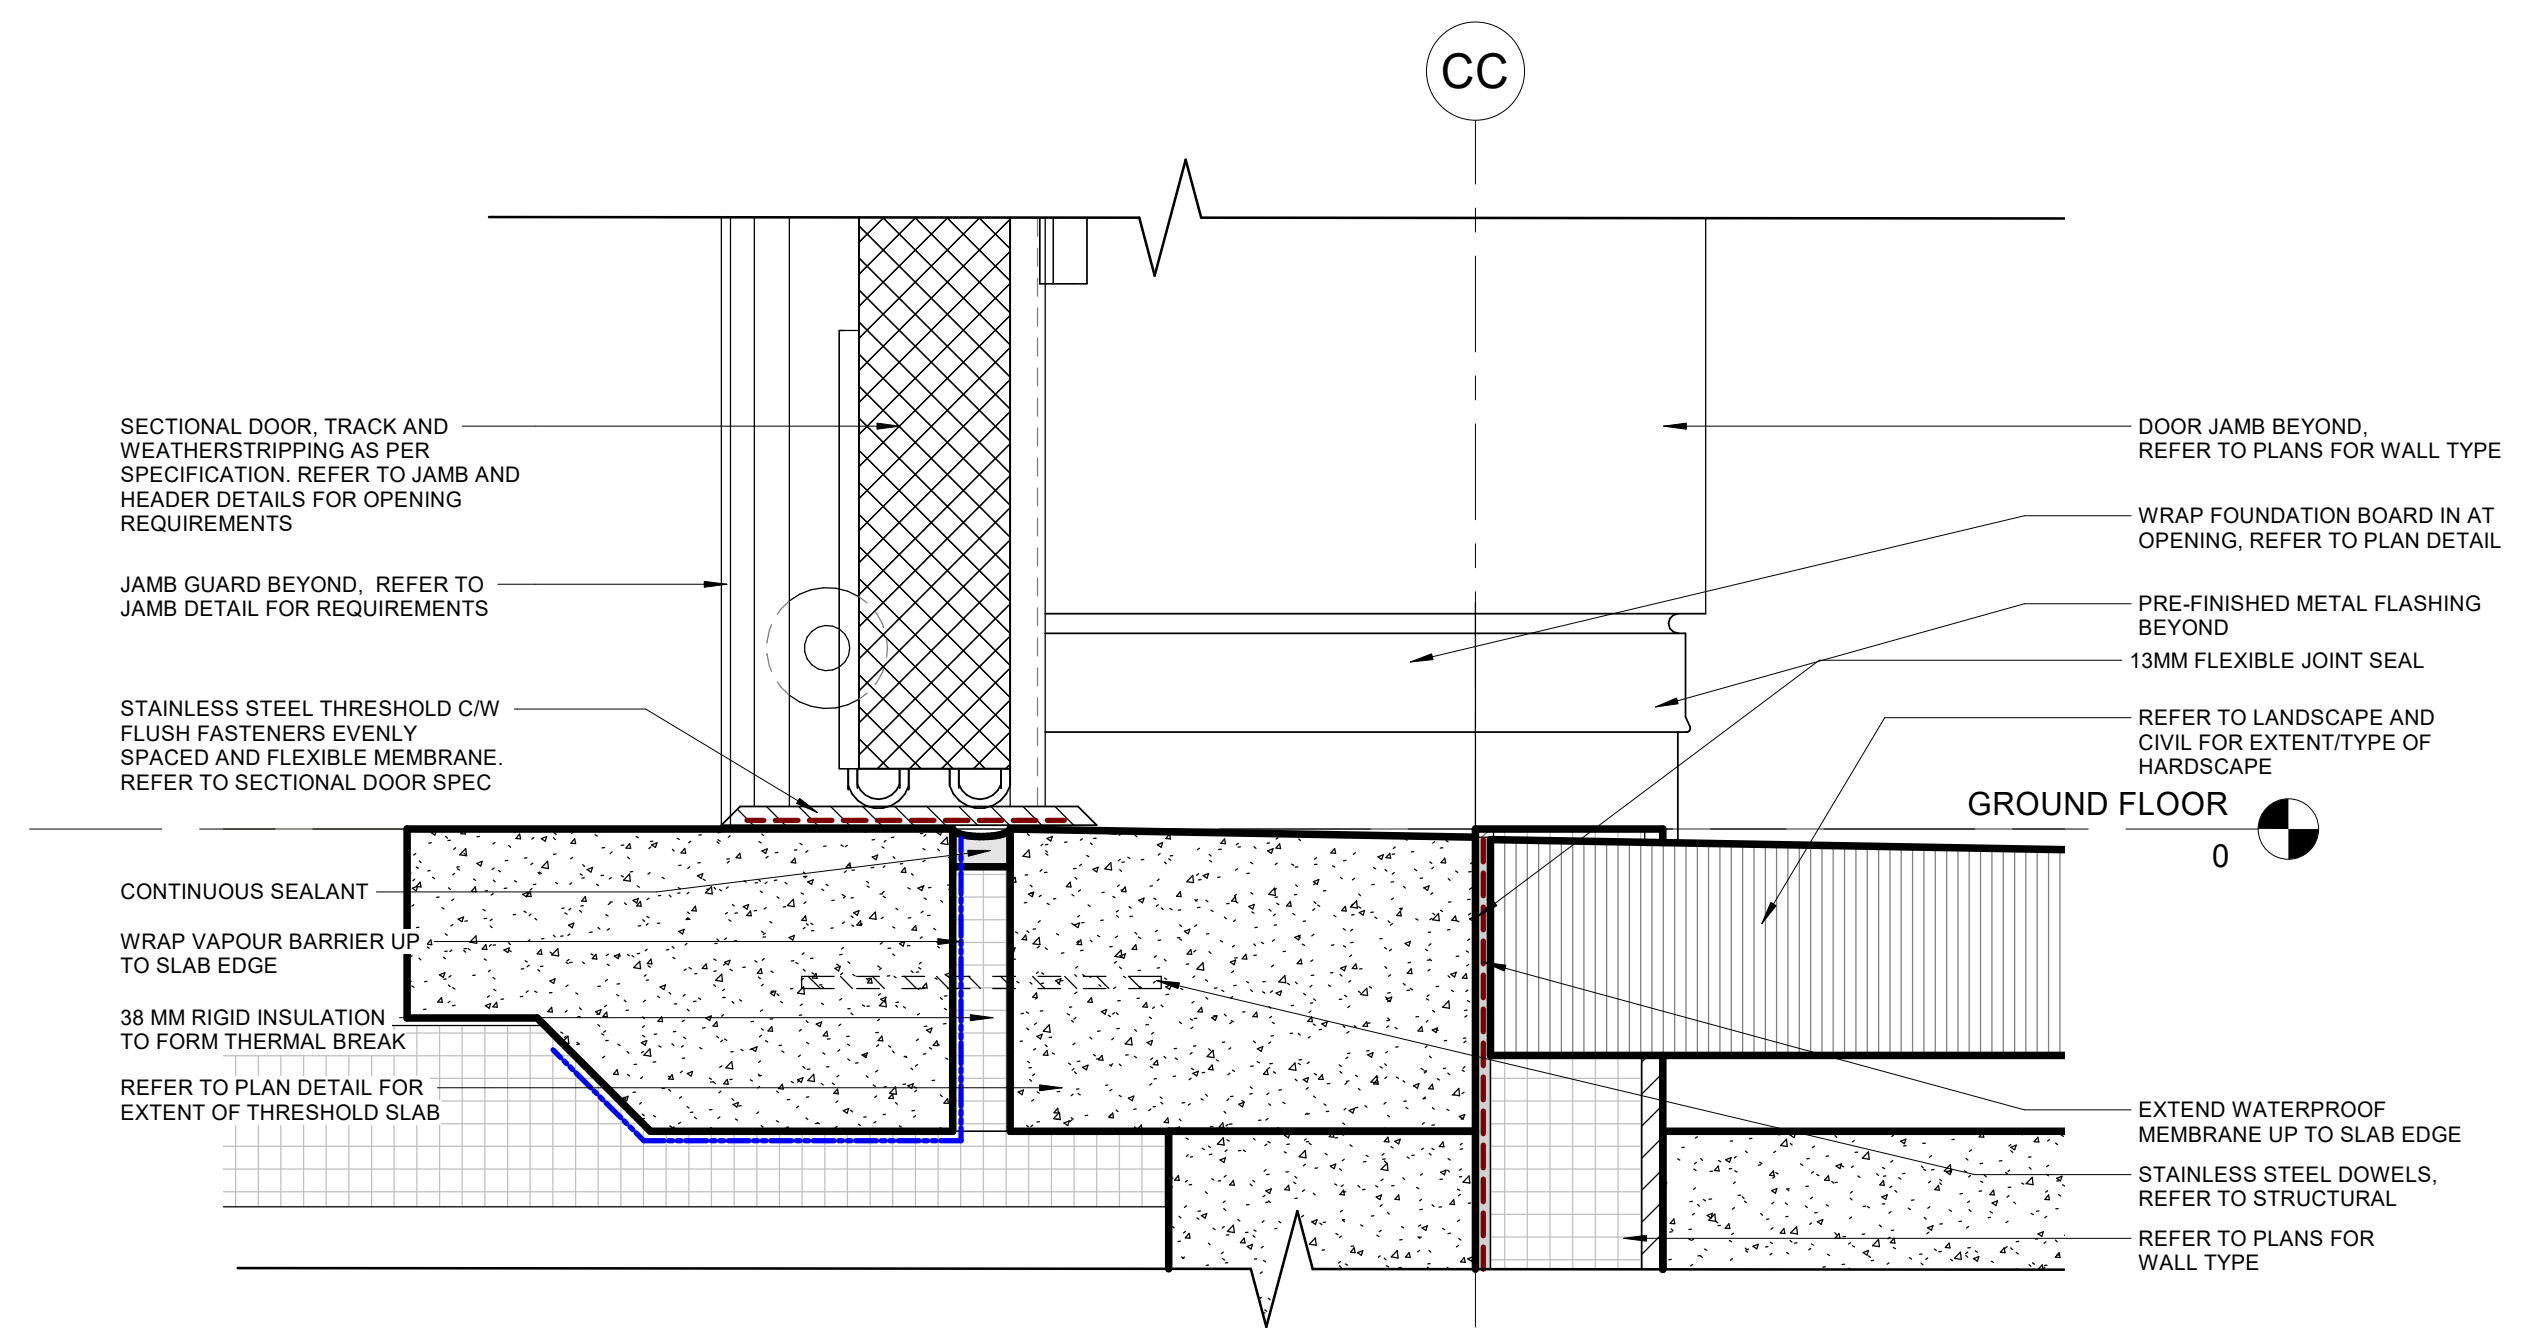 CC
SECTIONAL DOOR, TRACK AND
WEATHERSTRIPPING AS PER
SPECIFICATION. REFER TO JAMB AND
HEADER DETAILS FOR OPENING
REQUIREMENTS
JAMB GUARD BEYOND, REFER TO
JAMB DETAIL FOR REQUIREMENTS
STAINLESS STEEL THRESHOLD C/W
FLUSH FASTENERS EVENLY
SPACED AND FLEXIBLE MEMBRANE.
REFER TO SECTIONAL DOOR SPEC
CONTINUOUS SEALANT
WRAP VAPOUR BARRIER UP
TO SLAB EDGE
38 MM RIGID INSULATION
TO FORM THERMAL BREAK
REFER TO PLAN DETAIL FOR
EXTENT OF THRESHOLD SLAB
DOOR JAMB BEYOND,
REFER TO PLANS FOR WALL TYPE
WRAP FOUNDATION BOARD IN AT
OPENING, REFER TO PLAN DETAIL
PRE-FINISHED METAL FLASHING
BEYOND
13MM FLEXIBLE JOINT SEAL
REFER TO LANDSCAPE AND
CIVIL FOR EXTENT/TYPE OF
HARDSCAPE
GROUND FLOOR
0
EXTEND WATERPROOF
MEMBRANE UP TO SLAB EDGE
STAINLESS STEEL DOWELS,
REFER TO STRUCTURAL
REFER TO PLANS FOR
WALL TYPE